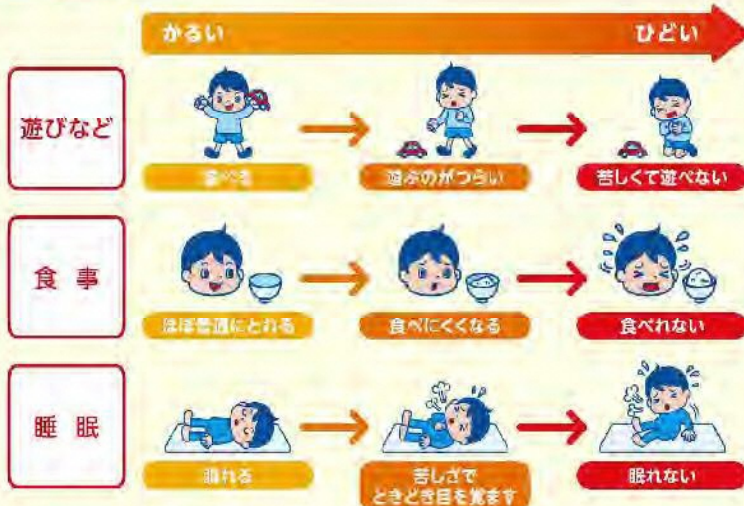 かるい ひどい
遊びなど
遊べる 遊ぶのがつらい 苦しくて遊べない
食事
ほぼ普通にとれる 食べにくくなる 食べれない
睡眠
眠れる 苦しさで
ときどき目を覚ます 眠れない